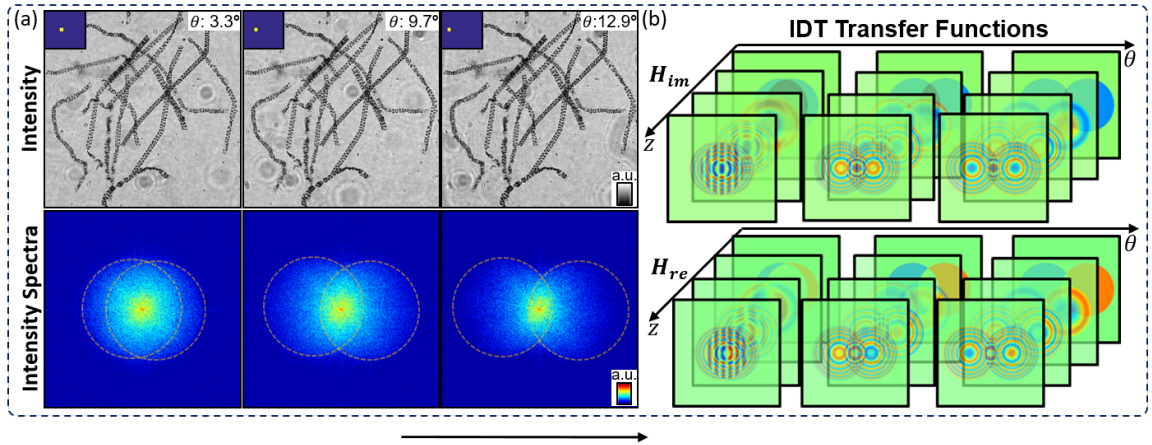 (a)
θ: 3.3°
θ: 9.7°
θ:12.9°
Intensity
a.u.
Intensity Spectra
a.u.
(b)
IDT Transfer Functions
θ
H_im
z
θ
H_re
z